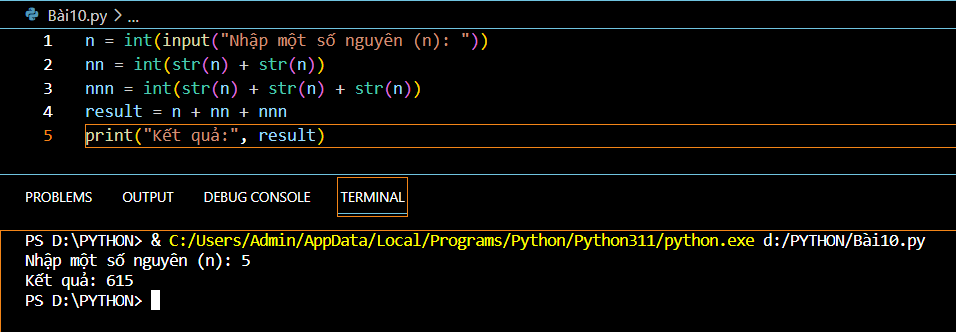 Bài10.py > ...
1 n = int(input("Nhập một số nguyên (n): "))
2 nn = int(str(n) + str(n))
3 nnn = int(str(n) + str(n) + str(n))
4 result = n + nn + nnn
5 print("Kết quả:", result)
PROBLEMS OUTPUT DEBUG CONSOLE TERMINAL
PS D:\PYTHON> & C:/Users/Admin/AppData/Local/Programs/Python/Python311/python.exe d:/PYTHON/Bài10.py
Nhập một số nguyên (n): 5
Kết quả: 615
PS D:\PYTHON>